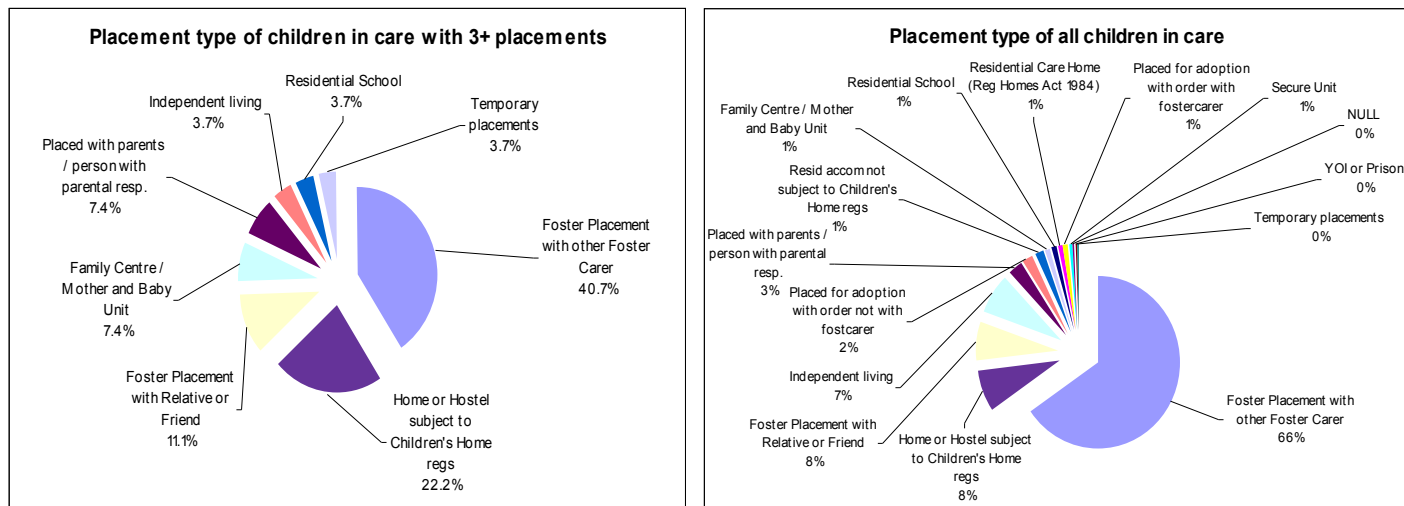 Placement type of children in care with 3+ placements
Residential School
3.7%
Independent living
3.7%
Temporary
placements
3.7%
Placed with parents
/ person with
parental resp.
7.4%
Foster Placement
with other Foster
Carer
40.7%
Family Centre /
Mother and Baby
Unit
7.4%
Foster Placement
with Relative or
Friend
11.1%
Home or Hostel
subject to
Children's Home
regs
22.2%
Placement type of all children in care
Residential School
1%
Residential Care Home
(Reg Homes Act 1984)
1%
Placed for adoption
with order with
fostercarer
1%
Secure Unit
1%
NULL
0%
Family Centre / Mother
and Baby Unit
1%
YOI or Prison
0%
Resid accom not
subject to Children's
Home regs
1%
Temporary placements
0%
Placed with parents /
person with parental
resp.
3%
Placed for adoption
with order not with
fostcarer
2%
Independent living
7%
Foster Placement with
Relative or Friend
8%
Home or Hostel subject
to Children's Home
regs
8%
Foster Placement with
other Foster Carer
66%